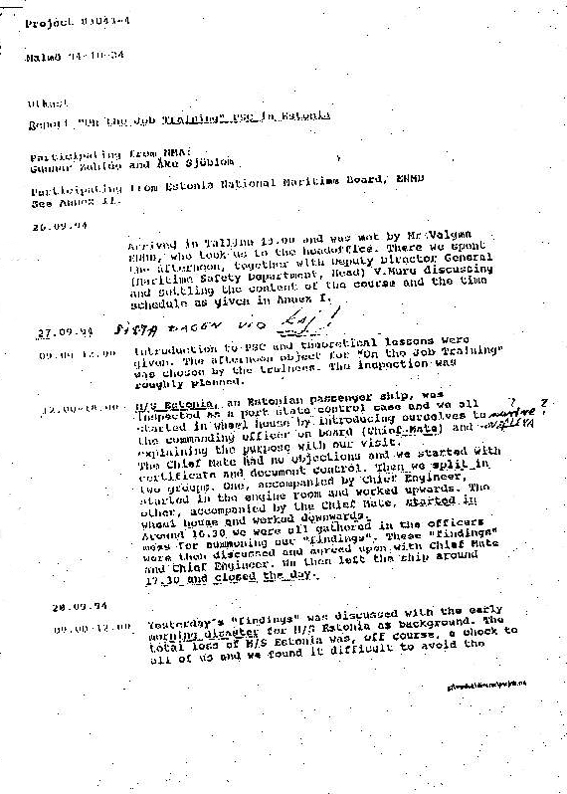 Project
Malmö 94-10-24
Utkast
Report "On the Job Training" PSC in Estonia
Participating from NMA:
Gunnar Zahlée and Åke Sjöblom
Participating from Estonia National Maritime Board, ENMB
See Annex II.
26.09.94
Arrived in Tallinn 13.00 and was met by Mr Valgma
ENMB, who took us to the headoffice. There we spent
the afternoon, together with Deputy Director General
(Maritime Safety Department, Head) V.Muru discussing
and settling the content of the course and the time
schedule as given in Annex I.
27.09.94 SISTA DAGEN VID KAJ!
09.00-12.00 Introduction to PSC and theoretical lessons were
given. The afternoon object for "On the Job Training"
was chosen by the trainees. The inspection was
roughly planned.
12.00-18.00 M/S Estonia, an Estonian passenger ship, was
inspected as a port state control case and we all
started in wheel house by introducing ourselves to
the commanding officer on board (Chief Mate) and
explaining the purpose with our visit.
The Chief Mate had no objections and we started with
certificate and document control. Then we split in
two groups. One, accompanied by Chief Engineer,
started in the engine room and worked upwards. The
other, accompanied by the Chief Mate, started in
wheel house and worked downwards.
Around 16.30 we were all gathered in the officers
mess for summoning our "findings". These "findings"
were then discussed and agreed upon with Chief Mate
and Chief Engineer. We then left the ship around
17.30 and closed the day.
28.09.94
09.00-12.00 Yesterday's "findings" was discussed with the early
morning disaster for M/S Estonia as background. The
total loss of M/S Estonia was, off course, a shock to
all of us and we found it difficult to avoid the